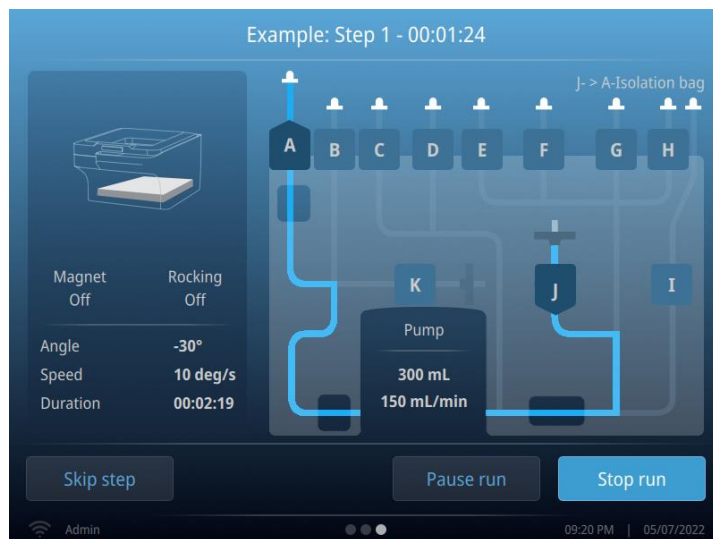 Example: Step 1 - 00:01:24
J- > A-Isolation bag
A
B
C
D
E
F
G
H
Magnet
Off
Rocking
Off
K
J
I
Angle -30°
Speed 10 deg/s
Duration 00:02:19
Pump
300 mL
150 mL/min
Skip step
Pause run
Stop run
Admin
09:20 PM | 05/07/2022